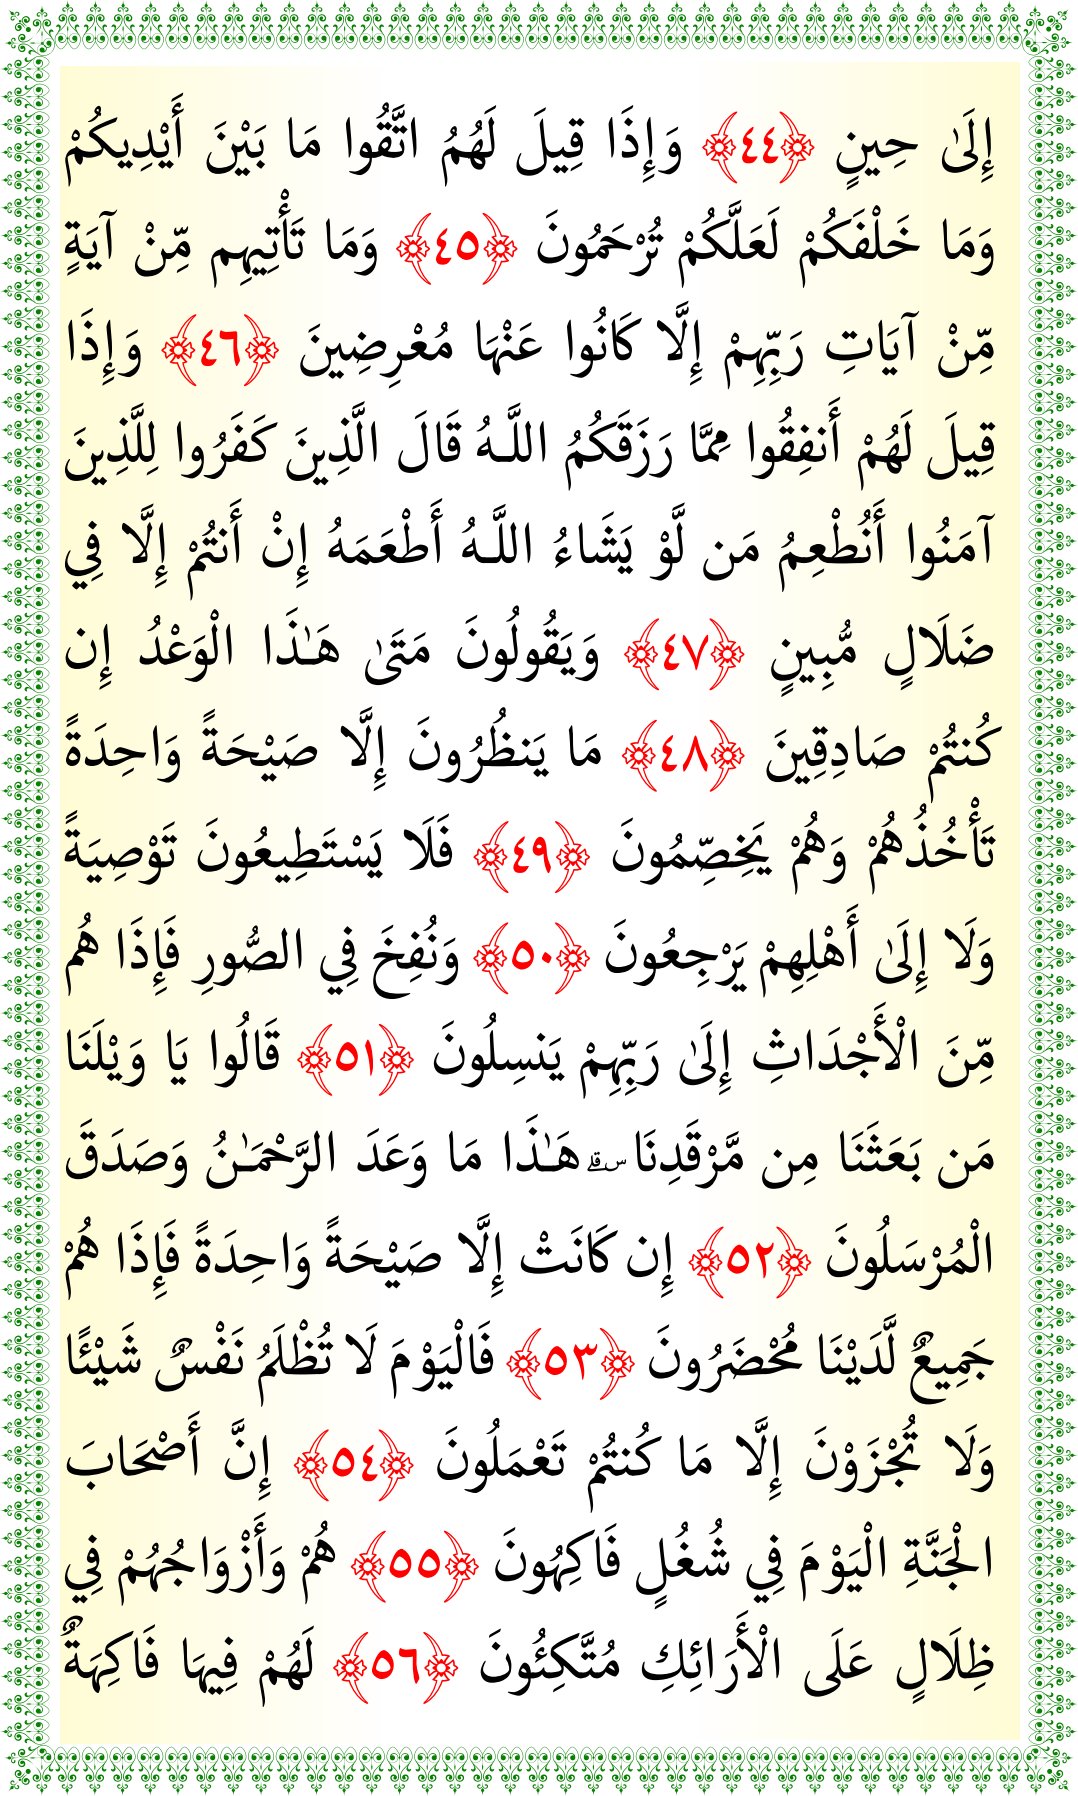 إِلَىٰ حِينٍ ﴿٤٤﴾ وَإِذَا قِيلَ لَهُمُ اتَّقُوا مَا بَيْنَ أَيْدِيكُمْ
وَمَا خَلْفَكُمْ لَعَلَّكُمْ تُرْحَمُونَ ﴿٤٥﴾ وَمَا تَأْتِيهِم مِّنْ آيَةٍ
مِّنْ آيَاتِ رَبِّهِمْ إِلَّا كَانُوا عَنْهَا مُعْرِضِينَ ﴿٤٦﴾ وَإِذَا
قِيلَ لَهُمْ أَنفِقُوا مِمَّا رَزَقَكُمُ اللَّـهُ قَالَ الَّذِينَ كَفَرُوا لِلَّذِينَ
آمَنُوا أَنُطْعِمُ مَن لَّوْ يَشَاءُ اللَّـهُ أَطْعَمَهُ إِنْ أَنتُمْ إِلَّا فِي
ضَلَالٍ مُّبِينٍ ﴿٤٧﴾ وَيَقُولُونَ مَتَىٰ هَـٰذَا الْوَعْدُ إِن
كُنتُمْ صَادِقِينَ ﴿٤٨﴾ مَا يَنظُرُونَ إِلَّا صَيْحَةً وَاحِدَةً
تَأْخُذُهُمْ وَهُمْ يَخِصِّمُونَ ﴿٤٩﴾ فَلَا يَسْتَطِيعُونَ تَوْصِيَةً
وَلَا إِلَىٰ أَهْلِهِمْ يَرْجِعُونَ ﴿٥٠﴾ وَنُفِخَ فِي الصُّورِ فَإِذَا هُم
مِّنَ الْأَجْدَاثِ إِلَىٰ رَبِّهِمْ يَنسِلُونَ ﴿٥١﴾ قَالُوا يَا وَيْلَنَا
مَن بَعَثَنَا مِن مَّرْقَدِنَا ۜ ۗ هَـٰذَا مَا وَعَدَ الرَّحْمَـٰنُ وَصَدَقَ
الْمُرْسَلُونَ ﴿٥٢﴾ إِن كَانَتْ إِلَّا صَيْحَةً وَاحِدَةً فَإِذَا هُمْ
جَمِيعٌ لَّدَيْنَا مُحْضَرُونَ ﴿٥٣﴾ فَالْيَوْمَ لَا تُظْلَمُ نَفْسٌ شَيْئًا
وَلَا تُجْزَوْنَ إِلَّا مَا كُنتُمْ تَعْمَلُونَ ﴿٥٤﴾ إِنَّ أَصْحَابَ
الْجَنَّةِ الْيَوْمَ فِي شُغُلٍ فَاكِهُونَ ﴿٥٥﴾ هُمْ وَأَزْوَاجُهُمْ فِي
ظِلَالٍ عَلَى الْأَرَائِكِ مُتَّكِئُونَ ﴿٥٦﴾ لَهُمْ فِيهَا فَاكِهَةٌ